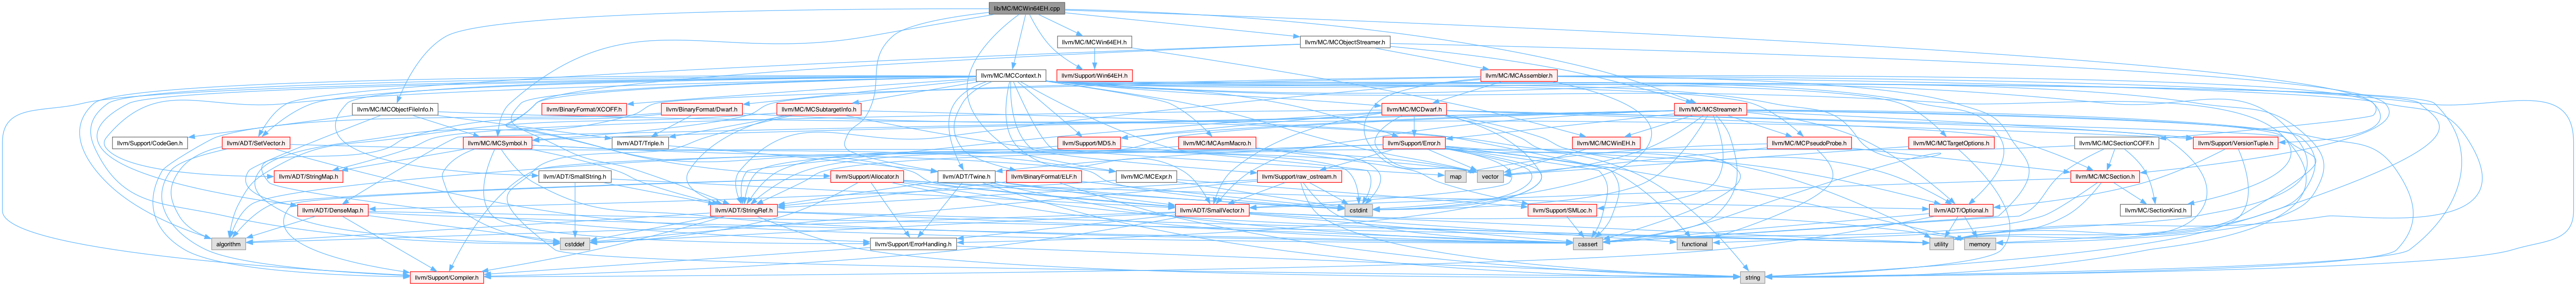 lib/MC/MCWin64EH.cpp
llvm/MC/MCWin64EH.h
llvm/MC/MCObjectStreamer.h
llvm/MC/MCContext.h
llvm/Support/Win64EH.h
llvm/MC/MCAssembler.h
llvm/MC/MCObjectFileInfo.h
llvm/BinaryFormat/XCOFF.h
llvm/BinaryFormat/Dwarf.h
llvm/MC/MCSubtargetInfo.h
llvm/MC/MCDwarf.h
llvm/MC/MCStreamer.h
llvm/Support/CodeGen.h
llvm/ADT/SetVector.h
llvm/MC/MCSymbol.h
llvm/ADT/Triple.h
llvm/Support/MD5.h
llvm/MC/MCAsmMacro.h
llvm/Support/Error.h
llvm/MC/MCWinEH.h
llvm/MC/MCPseudoProbe.h
llvm/MC/MCTargetOptions.h
llvm/MC/MCSectionCOFF.h
llvm/Support/VersionTuple.h
llvm/ADT/StringMap.h
llvm/ADT/SmallString.h
llvm/Support/Allocator.h
llvm/ADT/Twine.h
llvm/BinaryFormat/ELF.h
llvm/MC/MCExpr.h
llvm/Support/raw_ostream.h
map
vector
llvm/MC/MCSection.h
llvm/ADT/DenseMap.h
llvm/ADT/StringRef.h
llvm/ADT/SmallVector.h
cstdint
llvm/Support/SMLoc.h
llvm/ADT/Optional.h
llvm/MC/SectionKind.h
algorithm
cstddef
llvm/Support/ErrorHandling.h
cassert
functional
utility
memory
llvm/Support/Compiler.h
string